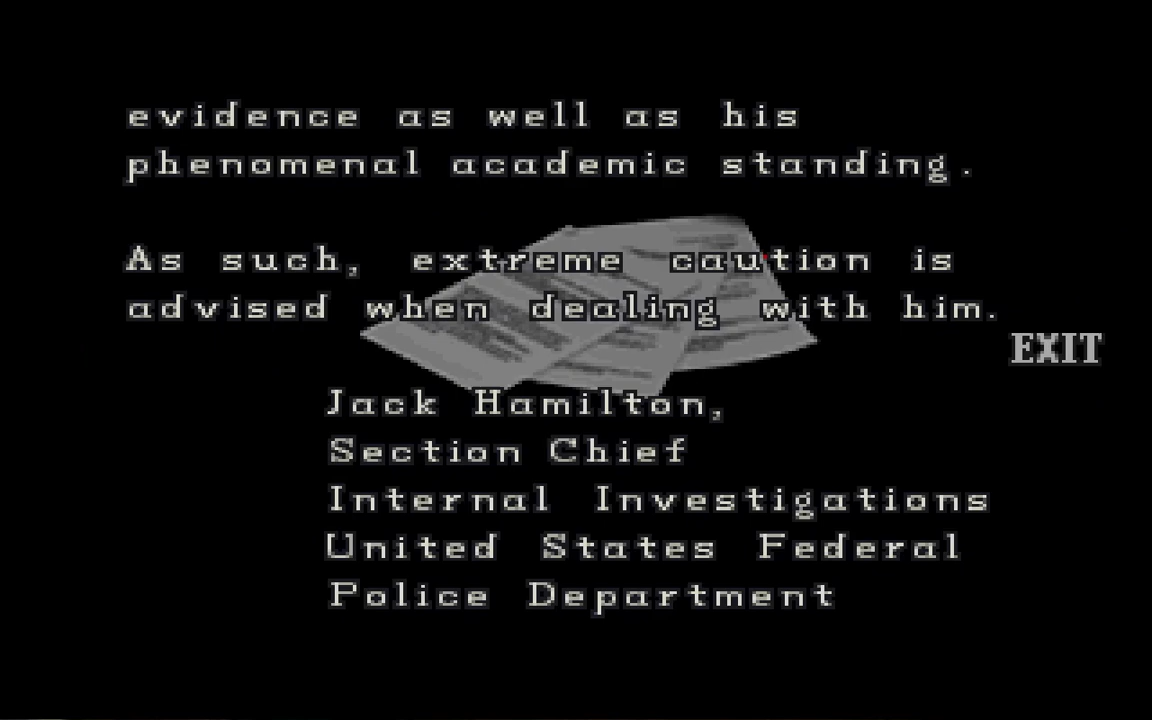 evidence as well as his
phenomenal academic standing.
As such, extreme caution is
advised when dealing with him.
EXIT
Jack Hamilton,
Section Chief
Internal Investigations
United States Federal
Police Department